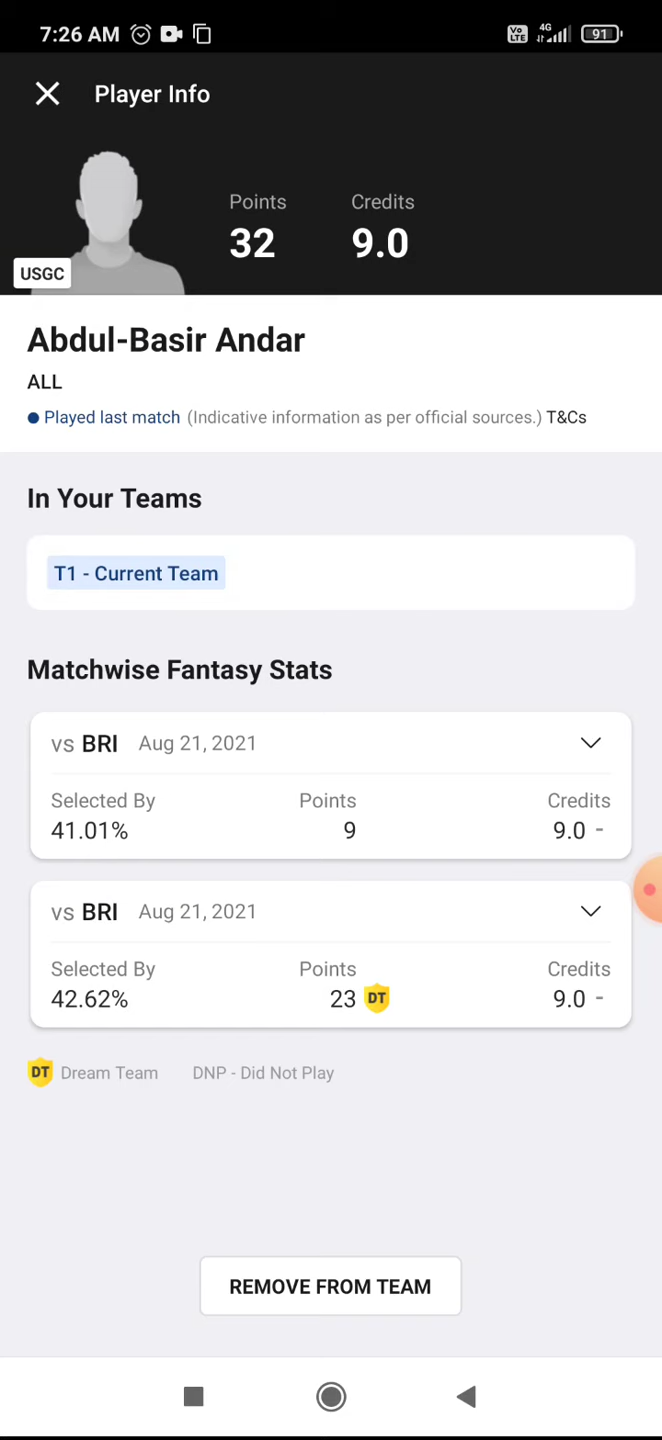 7:26 AM Vo LTE 4G 91
Player Info
Points Credits
32 9.0
USGC
Abdul-Basir Andar
ALL
Played last match (Indicative information as per official sources.) T&Cs
In Your Teams
T1 - Current Team
Matchwise Fantasy Stats
vs BRI Aug 21, 2021
Selected By Points Credits
41.01% 9 9.0 -
vs BRI Aug 21, 2021
Selected By Points Credits
42.62% 23 DT 9.0 -
DT Dream Team DNP - Did Not Play
REMOVE FROM TEAM